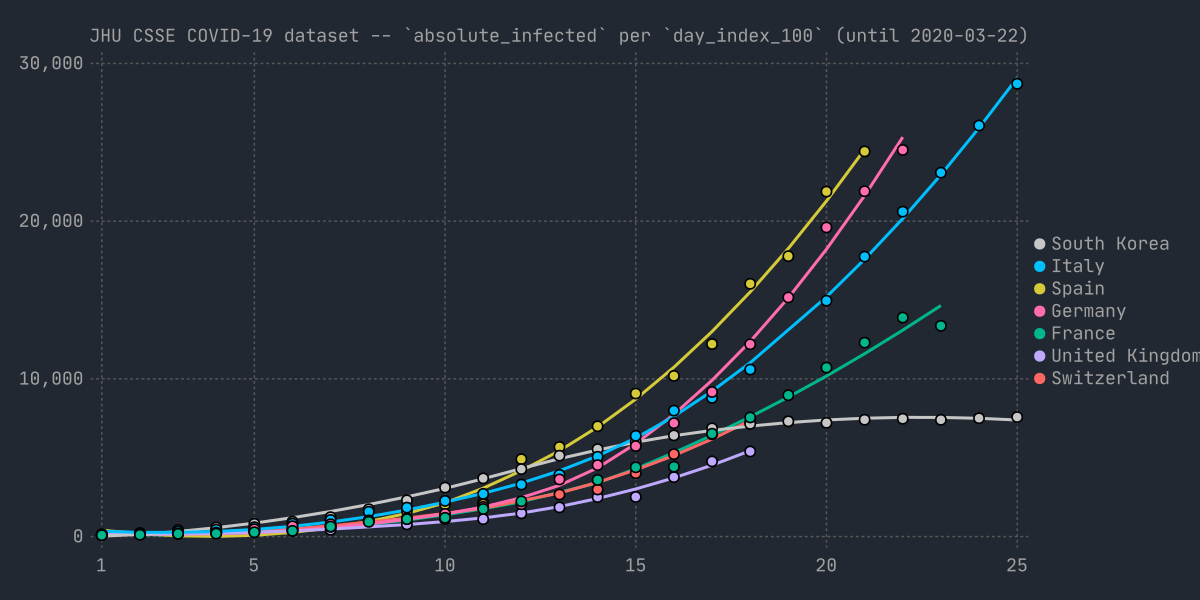 JHU CSSE COVID-19 dataset -- `absolute_infected` per `day_index_100` (until 2020-03-22)
30,000
20,000
10,000
0
1 5 10 15 20 25
South Korea
Italy
Spain
Germany
France
United Kingdom
Switzerland